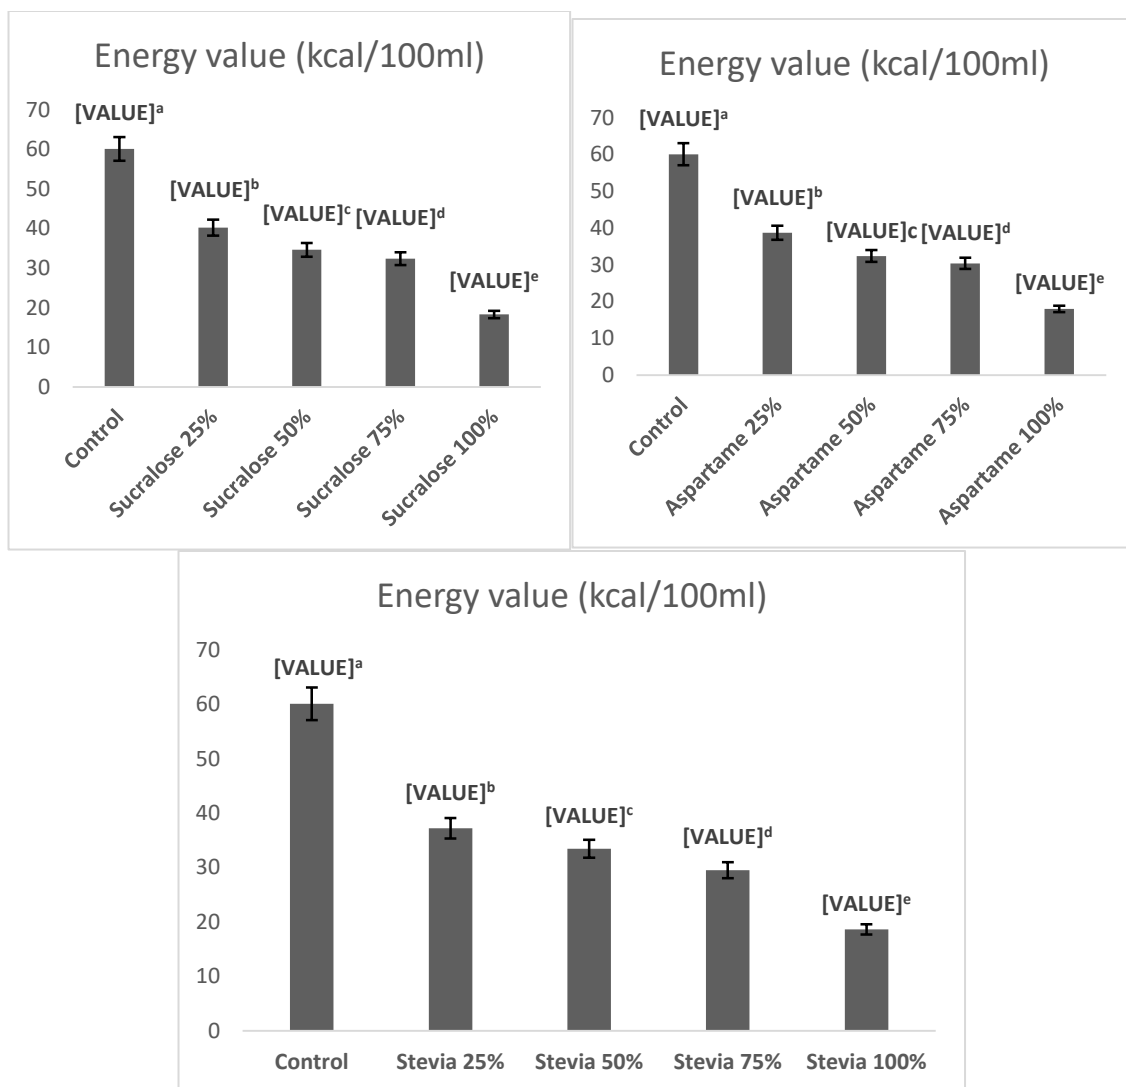 Energy value (kcal/100ml)
70
60
50
40
30
20
10
0
[VALUE]ᵃ
[VALUE]ᵇ
[VALUE]ᶜ
[VALUE]ᵈ
[VALUE]ᵉ
Control
Sucralose 25%
Sucralose 50%
Sucralose 75%
Sucralose 100%
Energy value (kcal/100ml)
70
60
50
40
30
20
10
0
[VALUE]ᵃ
[VALUE]ᵇ
[VALUE]c
[VALUE]ᵈ
[VALUE]ᵉ
Control
Aspartame 25%
Aspartame 50%
Aspartame 75%
Aspartame 100%
Energy value (kcal/100ml)
70
60
50
40
30
20
10
0
[VALUE]ᵃ
[VALUE]ᵇ
[VALUE]ᶜ
[VALUE]ᵈ
[VALUE]ᵉ
Control
Stevia 25%
Stevia 50%
Stevia 75%
Stevia 100%